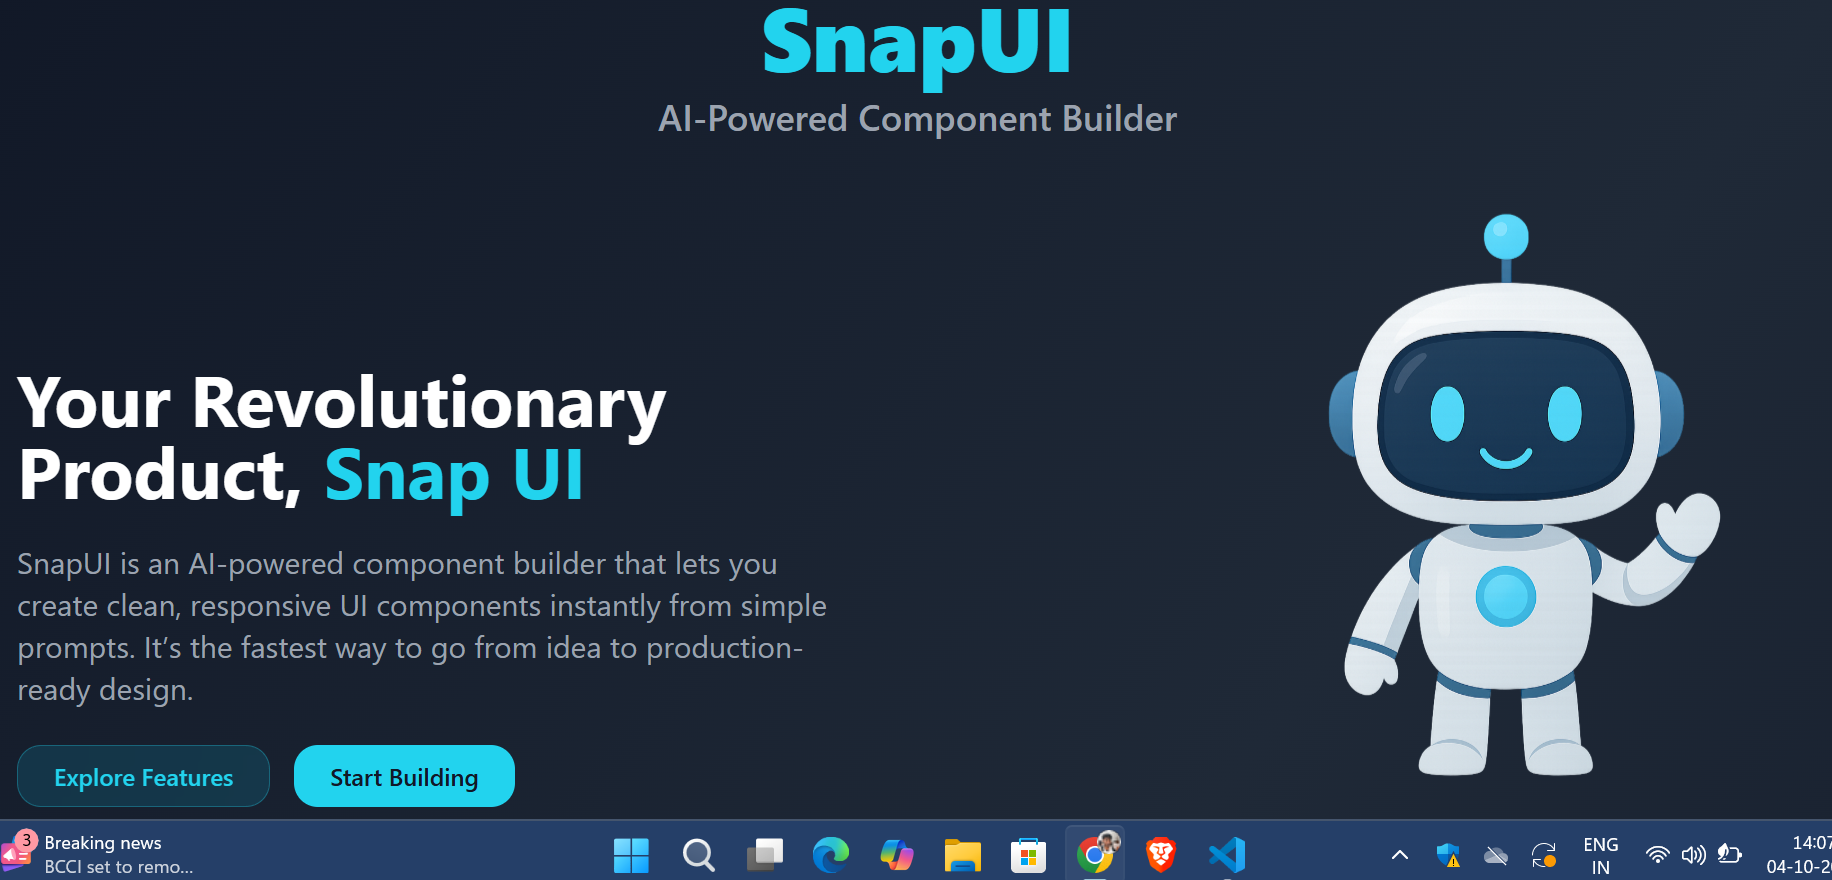 SnapUI
AI-Powered Component Builder
Your Revolutionary
Product, Snap UI
SnapUI is an AI-powered component builder that lets you
create clean, responsive UI components instantly from simple
prompts. It’s the fastest way to go from idea to production-
ready design.
Explore Features
Start Building
3
Breaking news
BCCI set to remo...
ENG
IN
14:07
04-10-2